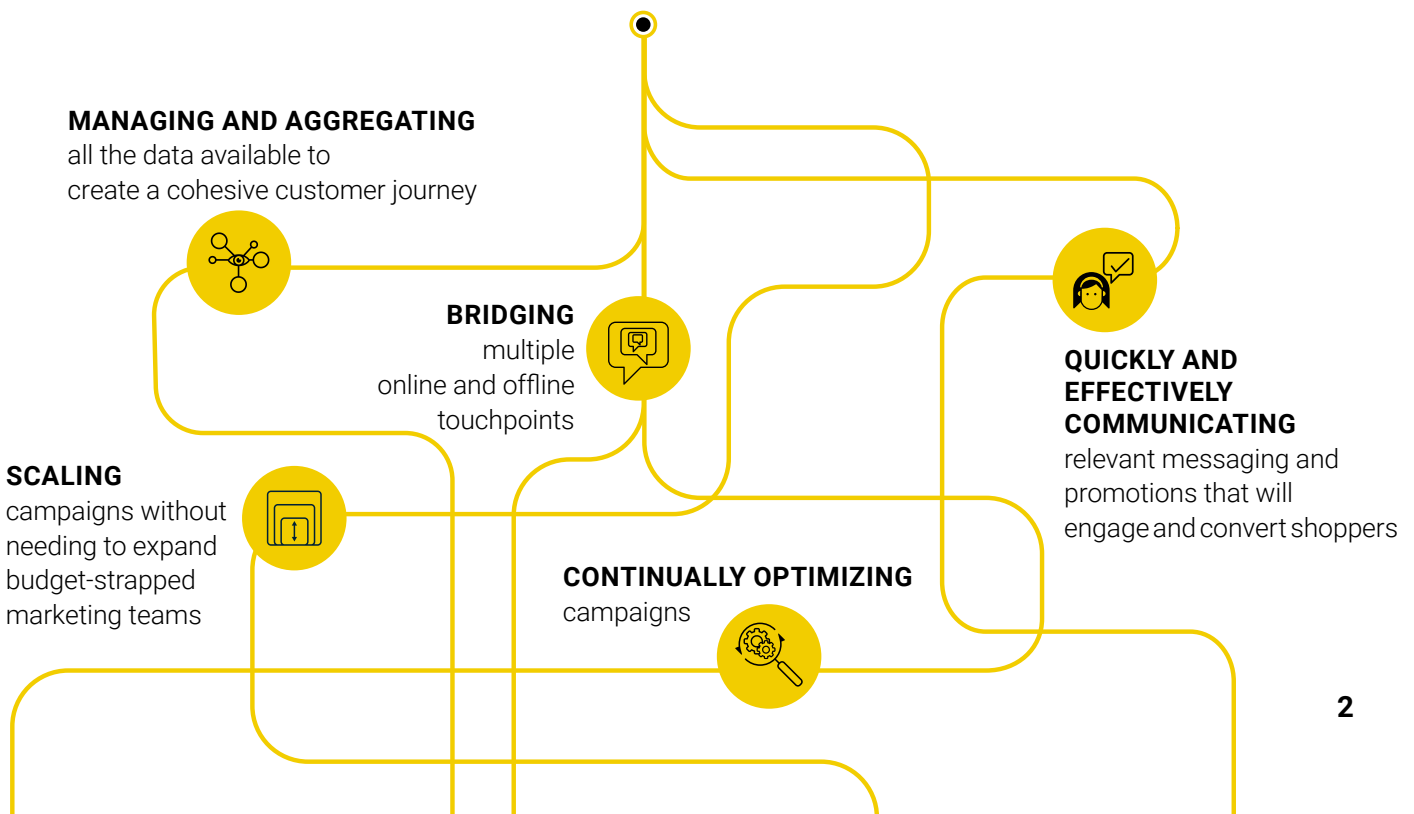 MANAGING AND AGGREGATING
all the data available to
create a cohesive customer journey
BRIDGING
multiple
online and offline
touchpoints
QUICKLY AND
EFFECTIVELY
COMMUNICATING
relevant messaging and
promotions that will
engage and convert shoppers
SCALING
campaigns without
needing to expand
budget-strapped
marketing teams
CONTINUALLY OPTIMIZING
campaigns
2